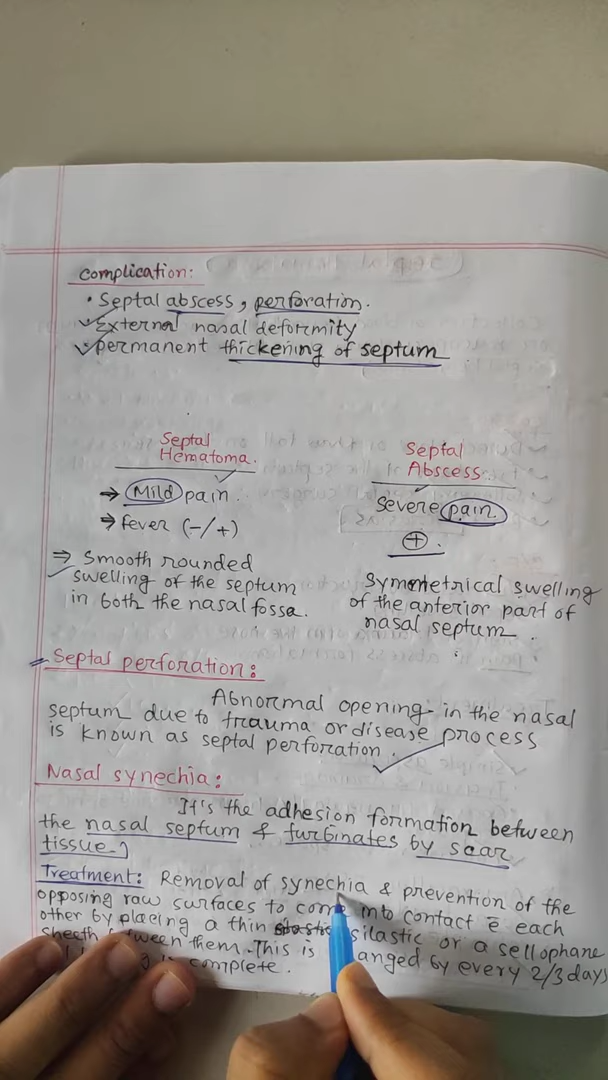 Complication:
• Septal abscess, perforation.
External nasal deformity
permanent thickening of septum
Septal
Hematoma.
→ Mild pain.
→ fever (-/+)
⇒ Smooth rounded
swelling of the septum
in both the nasal fossa.
Septal
Abscess.
Severe pain.
+
Symmetrical swelling
of the anterior part of
nasal septum.
Septal perforation:
Abnormal opening in the nasal
septum due to trauma or disease process
is known as septal perforation.
Nasal synechia:
It's the adhesion formation between
the nasal septum & turbinates by scar
tissue.
Treatment: Removal of synechia & prevention of the
opposing raw surfaces to come into contact c̄ each
other by placing a thin silastic or a sellophane
them. This is by every 2/3 days
complete.